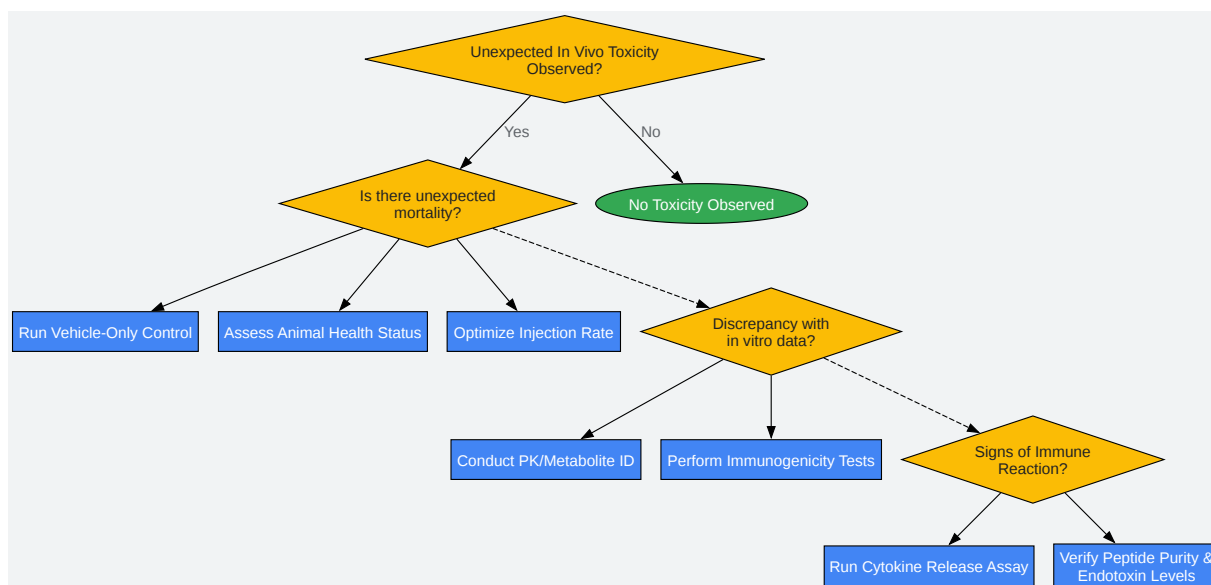 Unexpected In Vivo Toxicity
Observed?
Yes
No
Is there unexpected
mortality?
No Toxicity Observed
Run Vehicle-Only Control
Assess Animal Health Status
Optimize Injection Rate
Discrepancy with
in vitro data?
Conduct PK/Metabolite ID
Perform Immunogenicity Tests
Signs of Immune
Reaction?
Run Cytokine Release Assay
Verify Peptide Purity &
Endotoxin Levels